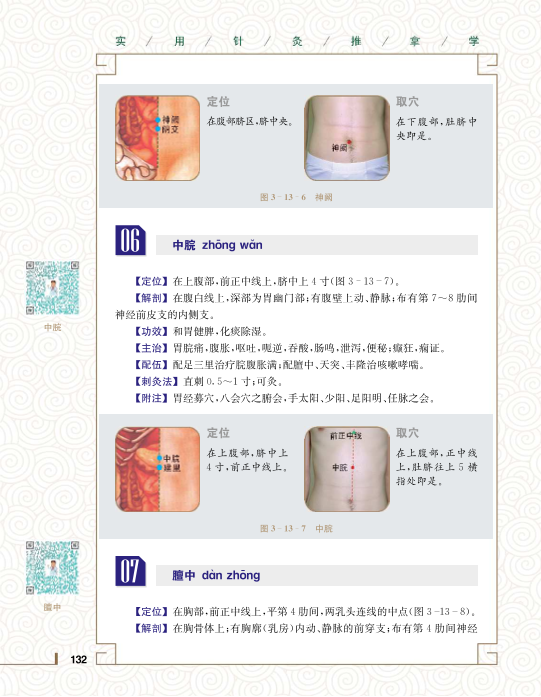 实 / 用 / 针 / 灸 / 推 / 拿 / 学
神阙
阴交
定位
在腹部脐区,脐中央。
神阙
取穴
在下腹部,肚脐中
央即是。
图 3-13-6 神阙
06
中脘 zhōng wǎn
【定位】在上腹部,前正中线上,脐中上 4 寸(图 3-13-7)。
【解剖】在腹白线上,深部为胃幽门部;有腹壁上动、静脉;布有第 7～8 肋间
神经前皮支的内侧支。
中脘
【功效】和胃健脾,化痰除湿。
【主治】胃脘痛,腹胀,呕吐,呃逆,吞酸,肠鸣,泄泻,便秘;癫狂,痫证。
【配伍】配足三里治疗脘腹胀满;配膻中、天突、丰隆治咳嗽哮喘。
【刺灸法】直刺 0.5～1 寸;可灸。
【附注】胃经募穴,八会穴之腑会,手太阳、少阳、足阳明、任脉之会。
中脘
建里
定位
在上腹部,脐中上
4 寸,前正中线上。
前正中线
中脘
取穴
在上腹部,正中线
上,肚脐往上 5 横
指处即是。
图 3-13-7 中脘
07
膻中 dàn zhōng
膻中
【定位】在胸部,前正中线上,平第 4 肋间,两乳头连线的中点(图 3-13-8)。
【解剖】在胸骨体上;有胸廓(乳房)内动、静脉的前穿支;布有第 4 肋间神经
132